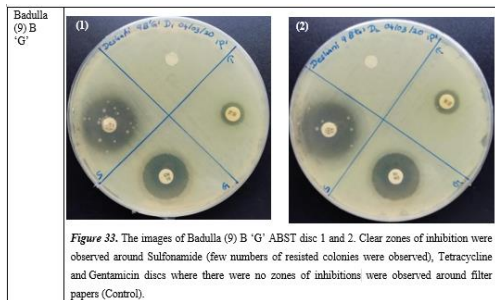 Badulla
(9) B
‘G’
(1)
(2)
Figure 33. The images of Badulla (9) B ‘G’ ABST disc 1 and 2. Clear zones of inhibition were
observed around Sulfonamide (few numbers of resisted colonies were observed), Tetracycline
and Gentamicin discs where there were no zones of inhibitions were observed around filter
papers (Control).